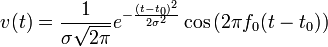 v(t) = \frac{1}{\sigma\sqrt{2\pi}} e^{-\frac{(t-t_0)^2}{2\sigma^2}} \cos(2\pi f_0(t-t_0))